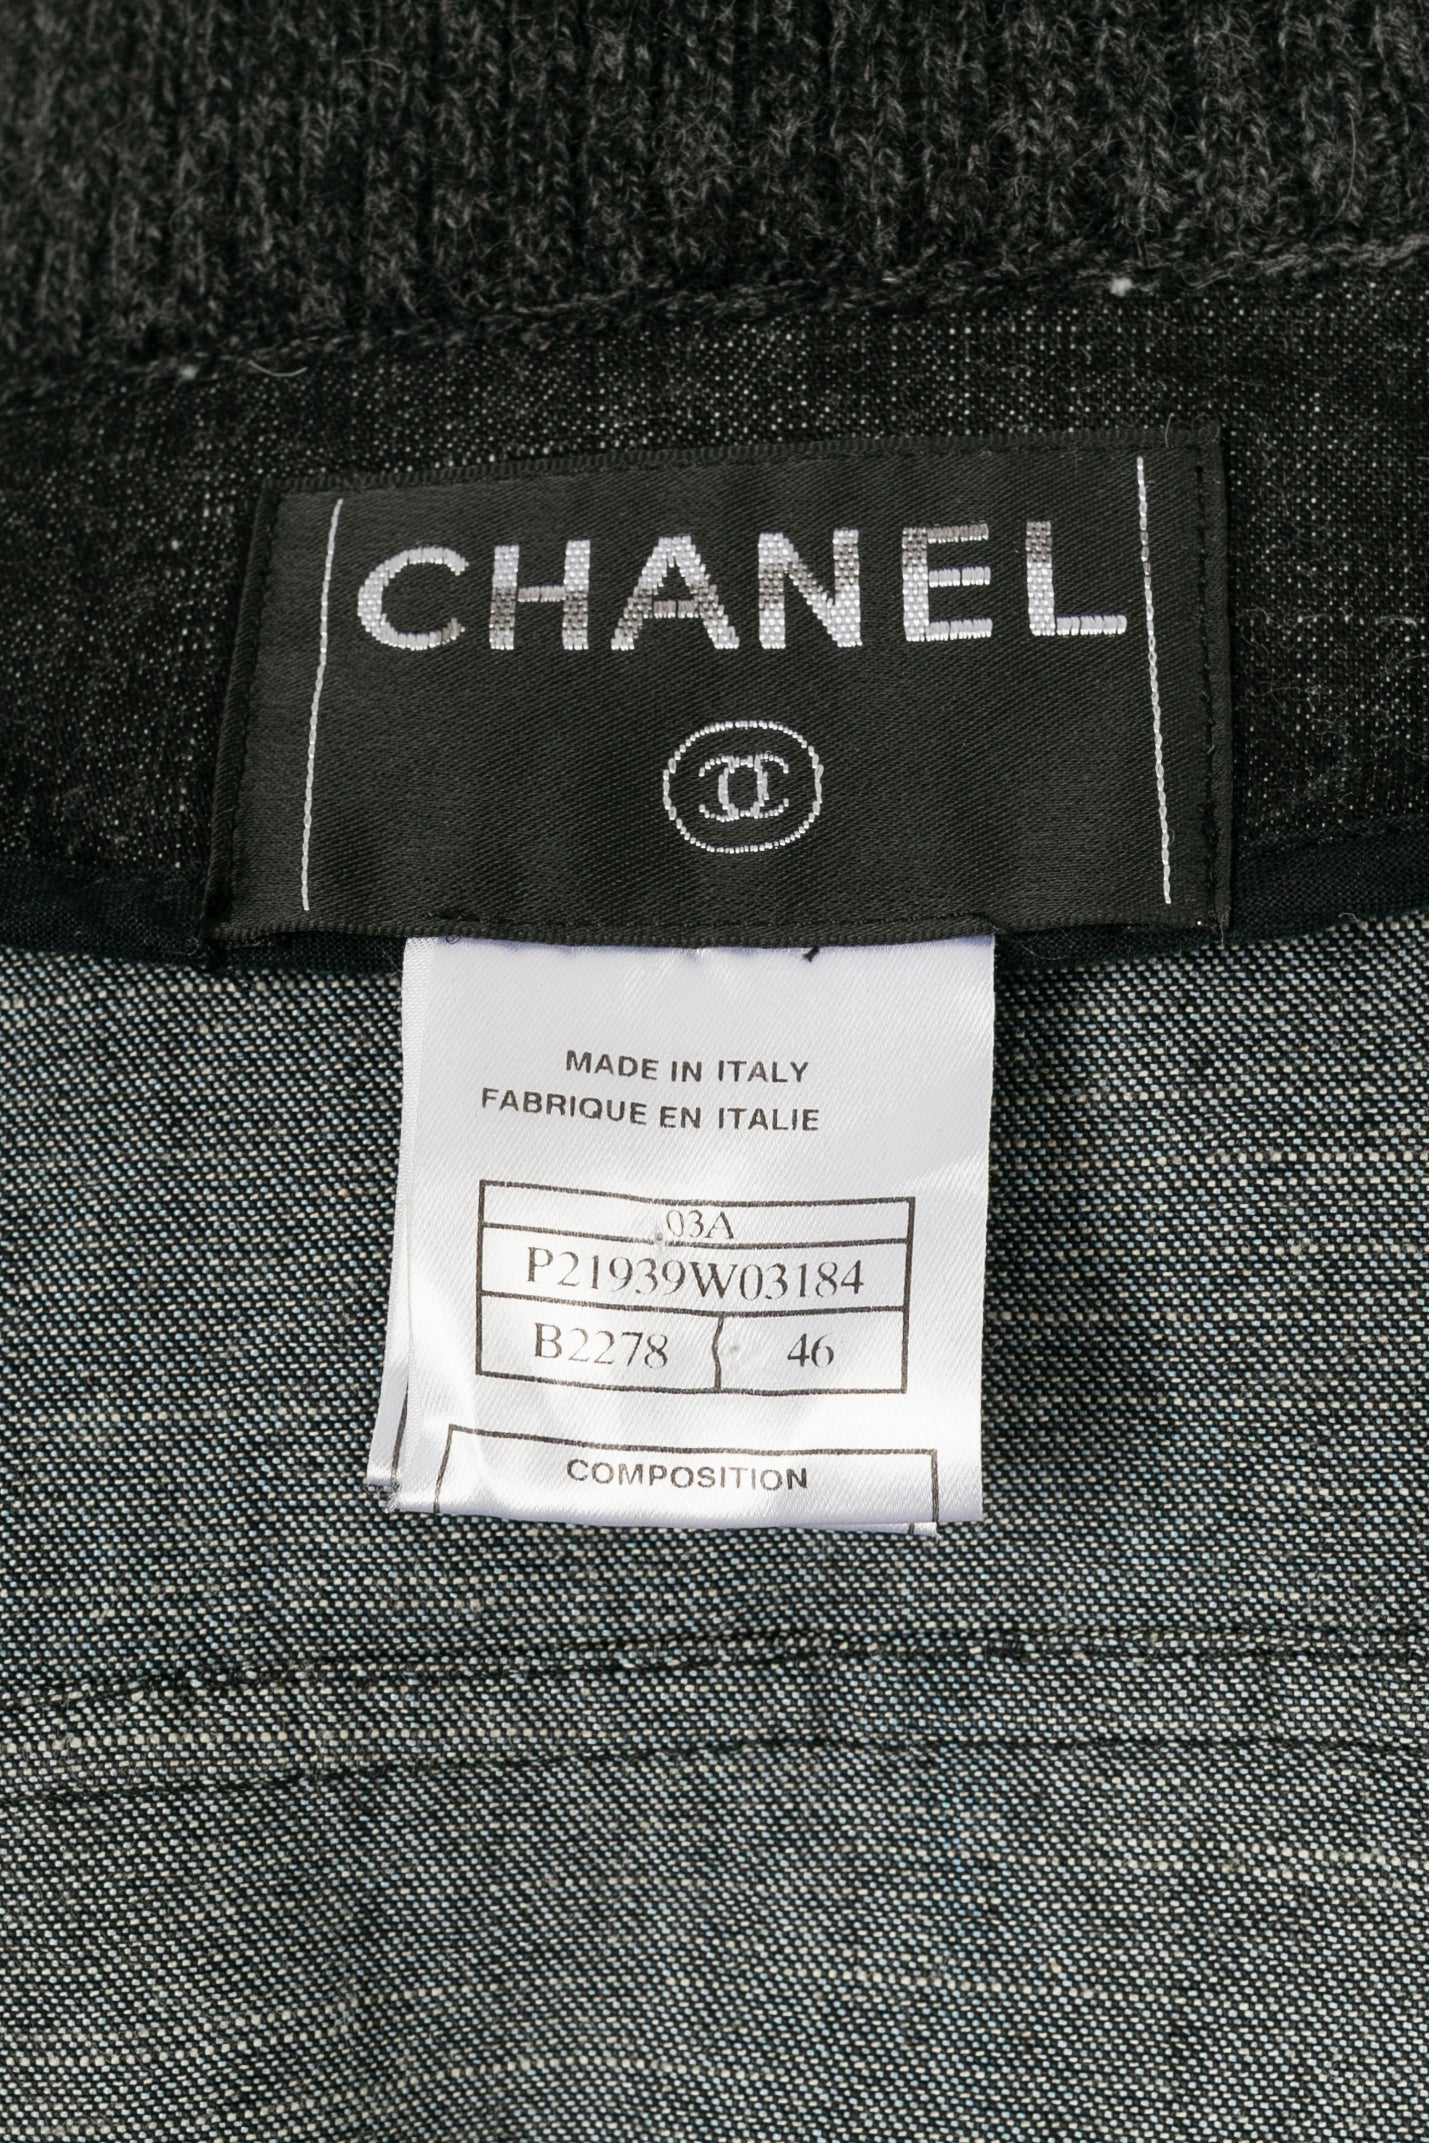 CHANEL
MADE IN ITALY
FABRIQUE EN ITALIE
03A
P21939W03184
B2278 46
COMPOSITION